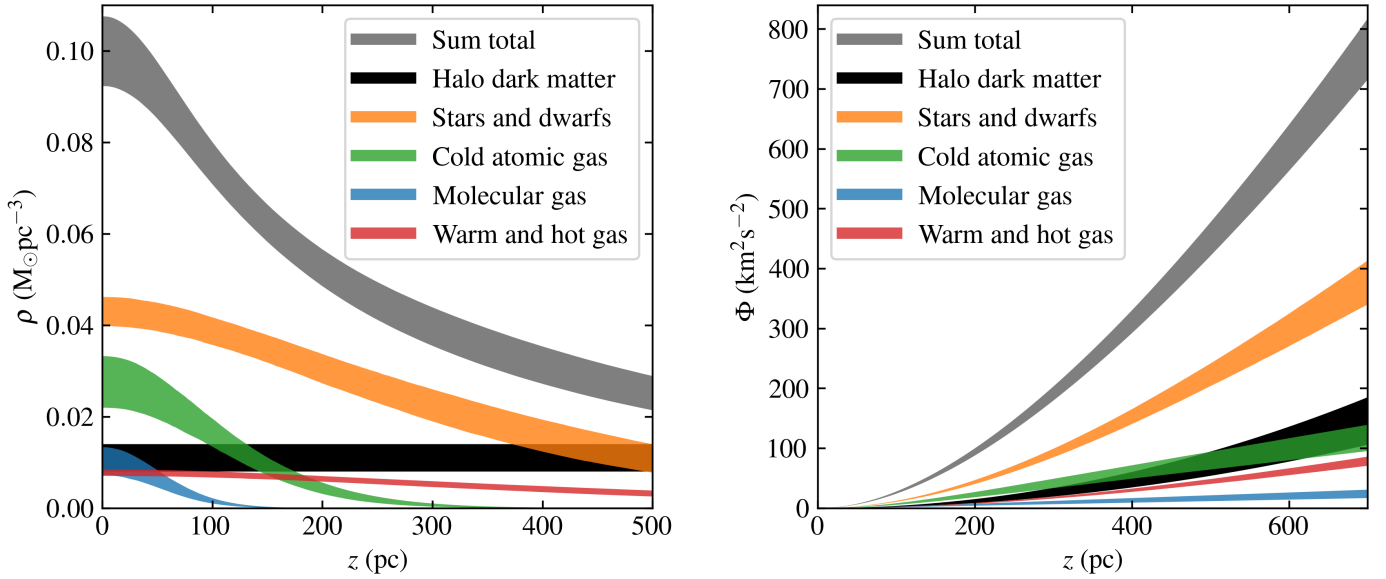 ρ (M⊙pc−3)
0.10
0.08
0.06
0.04
0.02
0.00
0
100
200
300
400
500
z (pc)
Sum total
Halo dark matter
Stars and dwarfs
Cold atomic gas
Molecular gas
Warm and hot gas
Φ (km2s−2)
800
700
600
500
400
300
200
100
0
0
200
400
600
z (pc)
Sum total
Halo dark matter
Stars and dwarfs
Cold atomic gas
Molecular gas
Warm and hot gas